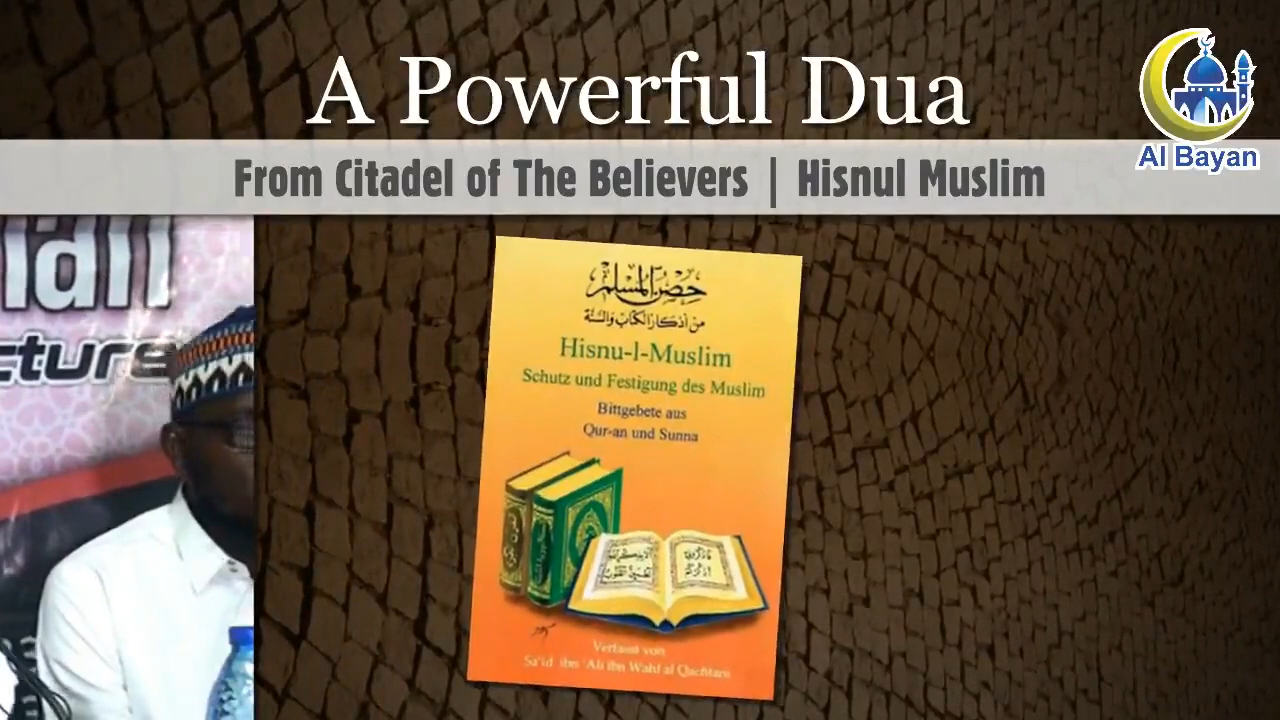 A Powerful Dua
Al Bayan
From Citadel of The Believers | Hisnul Muslim
cture
حصن المسلم
من أذكار الكتاب والسنة
Hisnu-l-Muslim
Schutz und Festigung des Muslim
Bittgebete aus
Qur-an und Sunna
Verfasst von
Sa'id ibn 'Ali ibn Wahf al Qachtani